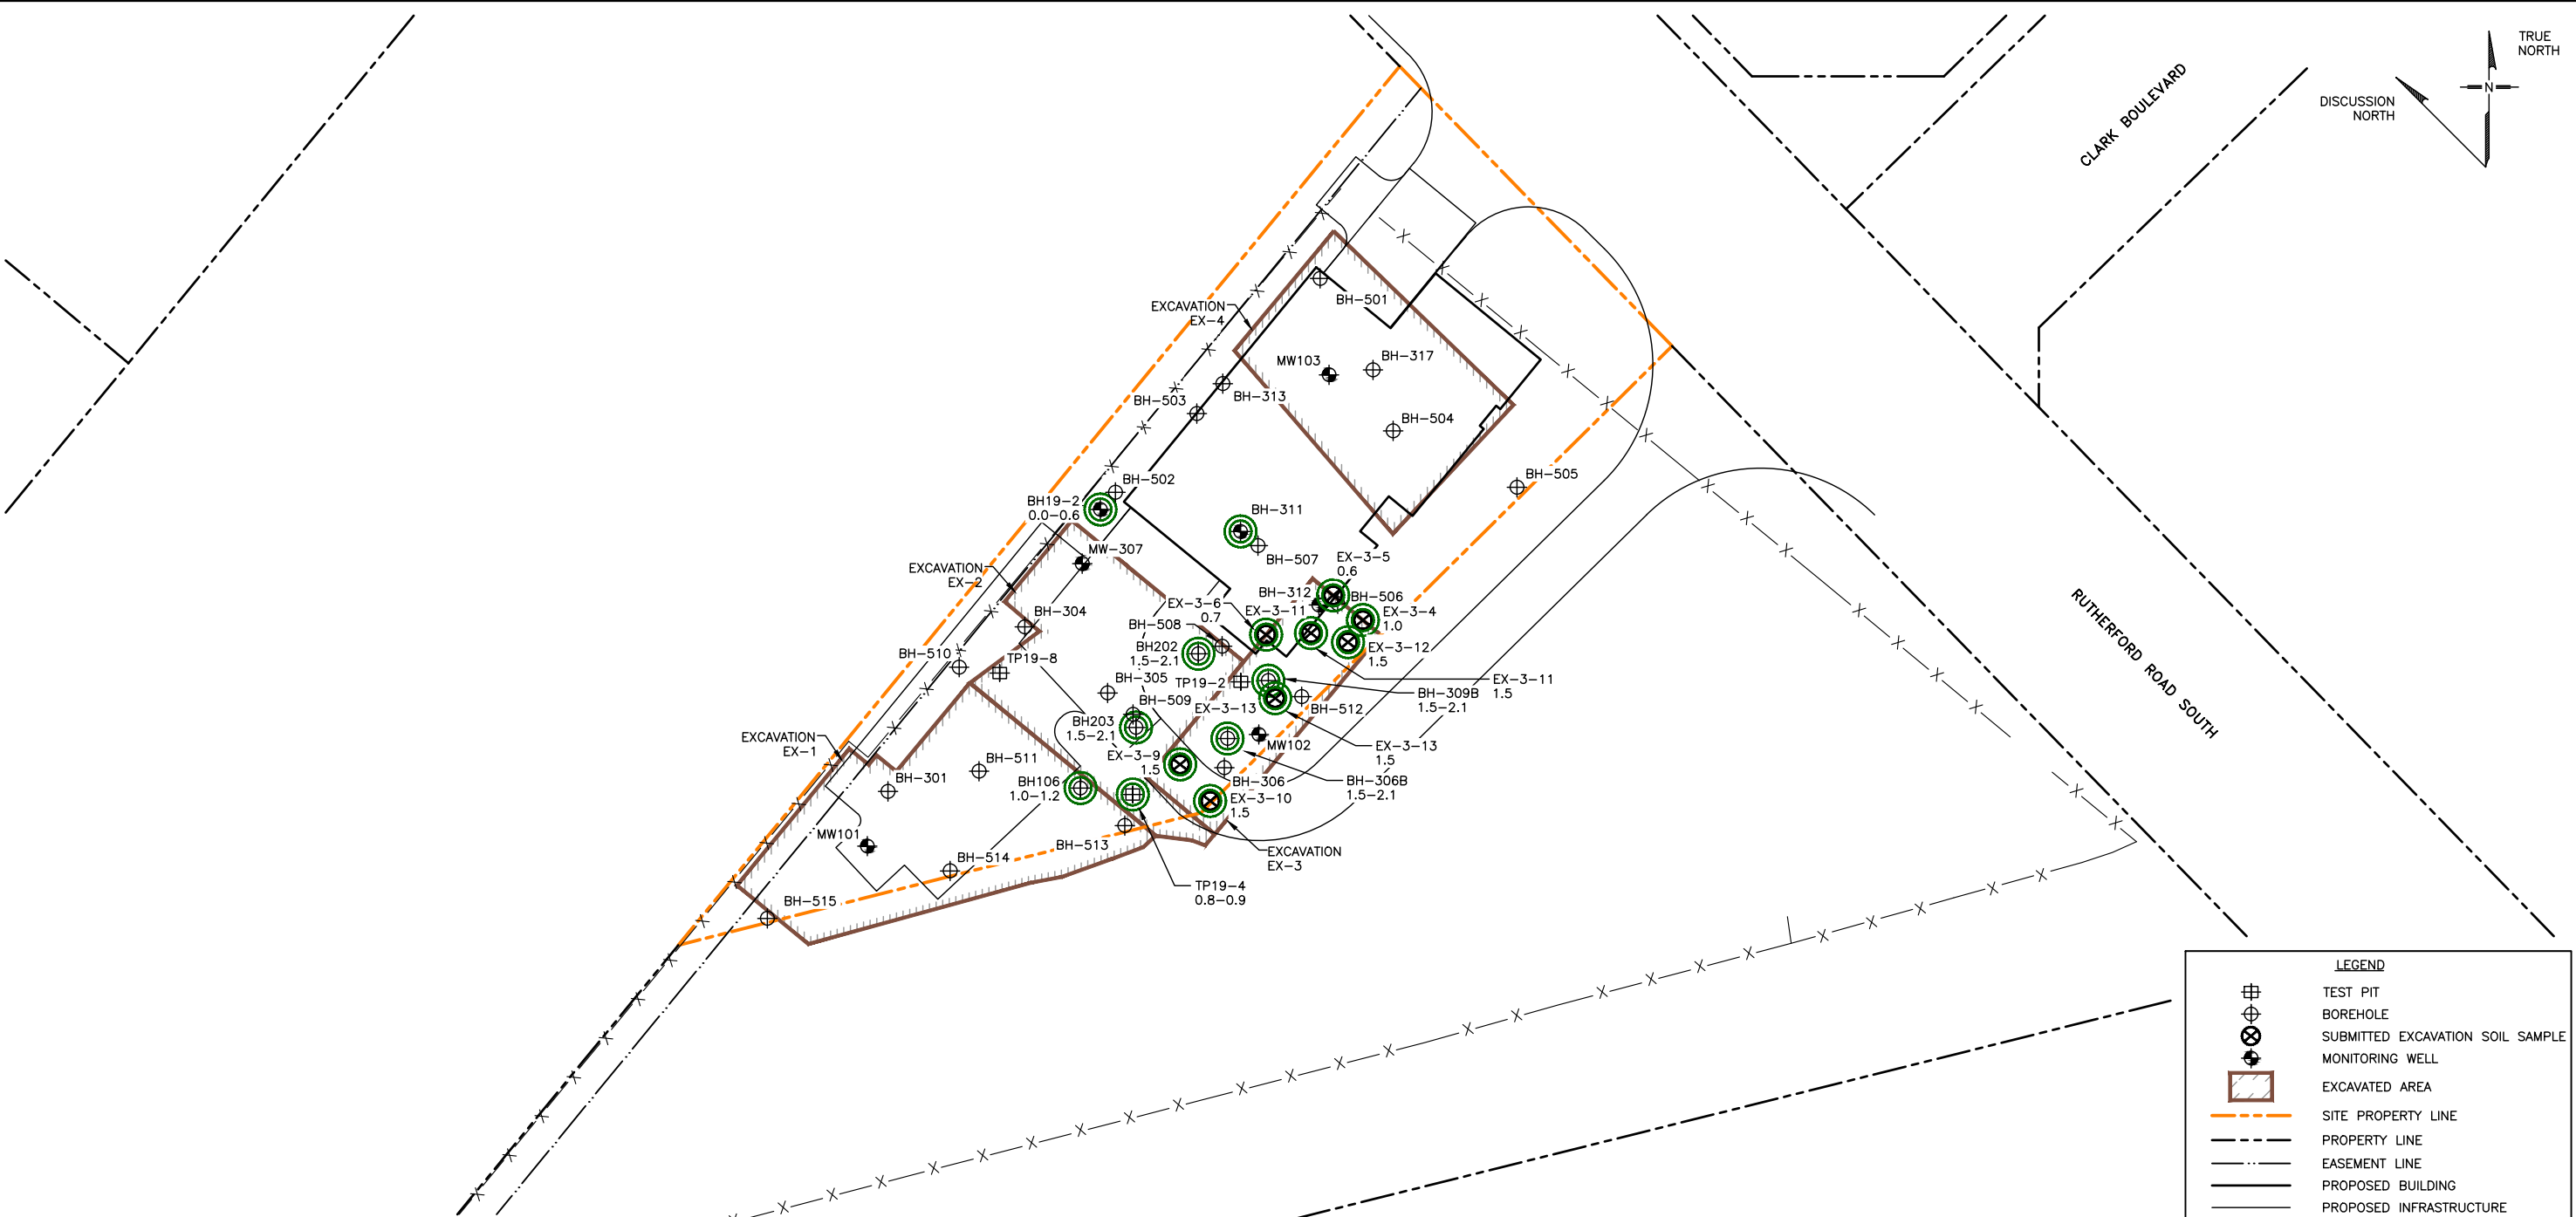 TRUE
NORTH
N
DISCUSSION
NORTH
CLARK BOULEVARD
RUTHERFORD ROAD SOUTH
EXCAVATION
EX-4
BH-501
MW103
BH-317
BH-503
BH-313
BH-504
BH-505
BH-502
BH19-2
0.0-0.6
BH-311
BH-507
MW-307
EXCAVATION
EX-2
EX-3-5
0.6
BH-312
BH-506
EX-3-6
0.7
EX-3-11
EX-3-4
1.0
BH-304
BH-508
BH202
1.5-2.1
EX-3-12
1.5
BH-510
TP19-8
TP19-2
BH-305
BH-509
EX-3-11
1.5
BH-309B
1.5-2.1
EX-3-13
BH-512
BH203
1.5-2.1
EXCAVATION
EX-1
MW102
EX-3-13
1.5
EX-3-9
1.5
BH-511
BH-301
BH106
1.0-1.2
BH-306
BH-306B
1.5-2.1
EX-3-10
1.5
MW101
BH-513
BH-514
EXCAVATION
EX-3
TP19-4
0.8-0.9
BH-515
LEGEND
TEST PIT
BOREHOLE
SUBMITTED EXCAVATION SOIL SAMPLE
MONITORING WELL
EXCAVATED AREA
SITE PROPERTY LINE
PROPERTY LINE
EASEMENT LINE
PROPOSED BUILDING
PROPOSED INFRASTRUCTURE